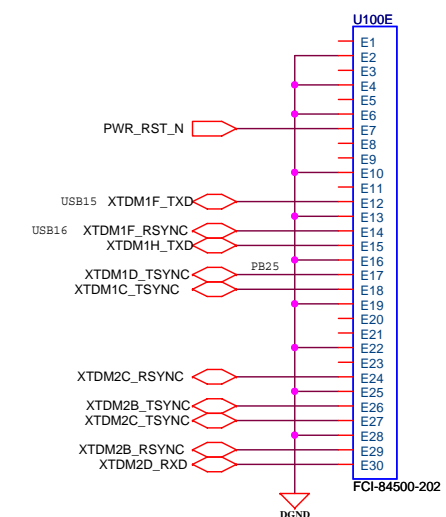 U100E
E1
E2
E3
E4
E5
E6
PWR_RST_N E7
E8
E9
E10
E11
USB15 XTDM1F_TXD E12
E13
USB16 XTDM1F_RSYNC E14
XTDM1H_TXD E15
E16
XTDM1D_TSYNC PB25 E17
XTDM1C_TSYNC E18
E19
E20
E21
E22
E23
XTDM2C_RSYNC E24
E25
XTDM2B_TSYNC E26
XTDM2C_TSYNC E27
E28
XTDM2B_RSYNC E29
XTDM2D_RXD E30
FCI-84500-202
DGND